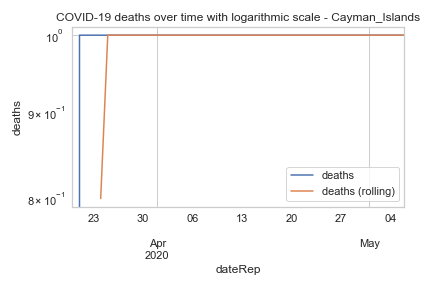 COVID-19 deaths over time with logarithmic scale - Cayman_Islands
10⁰
9 × 10⁻¹
8 × 10⁻¹
deaths
deaths
deaths (rolling)
23 30 06 13 20 27 04
Apr May
2020
dateRep